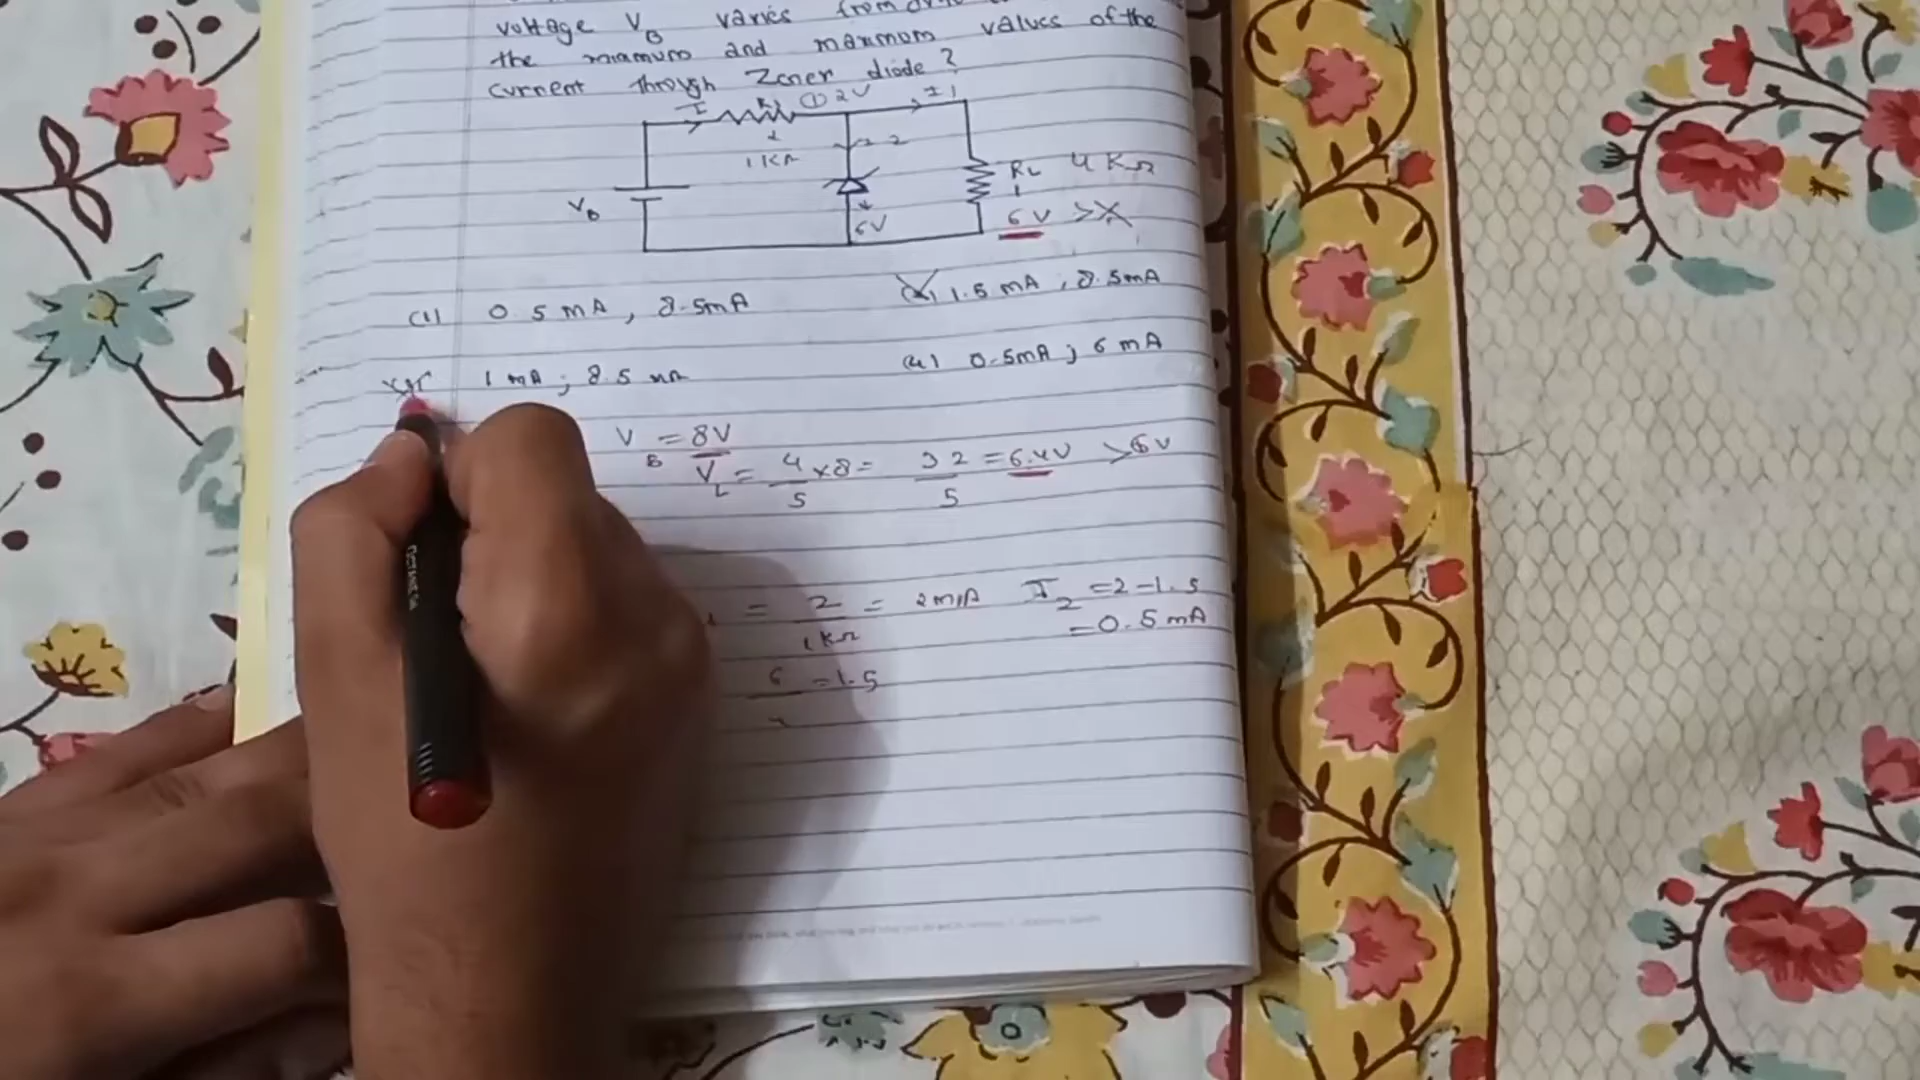 voltage V_B varies from
the minimum and maximum values of the
current through Zener diode?
I R 2V I1
1KΩ
I2
RL 4KΩ
V_B
6V
6V >
(1) 0.5 mA, 8.5mA
1.5 mA, 8.5mA
1 mA; 8.5 mA
(4) 0.5mA; 6 mA
V_B = 8V
V_L = 4/5 ×8 = 32/5 = 6.4V >6V
= 2/1KΩ = 2mA I2 = 2-1.5
= 0.5 mA
6 = 1.5